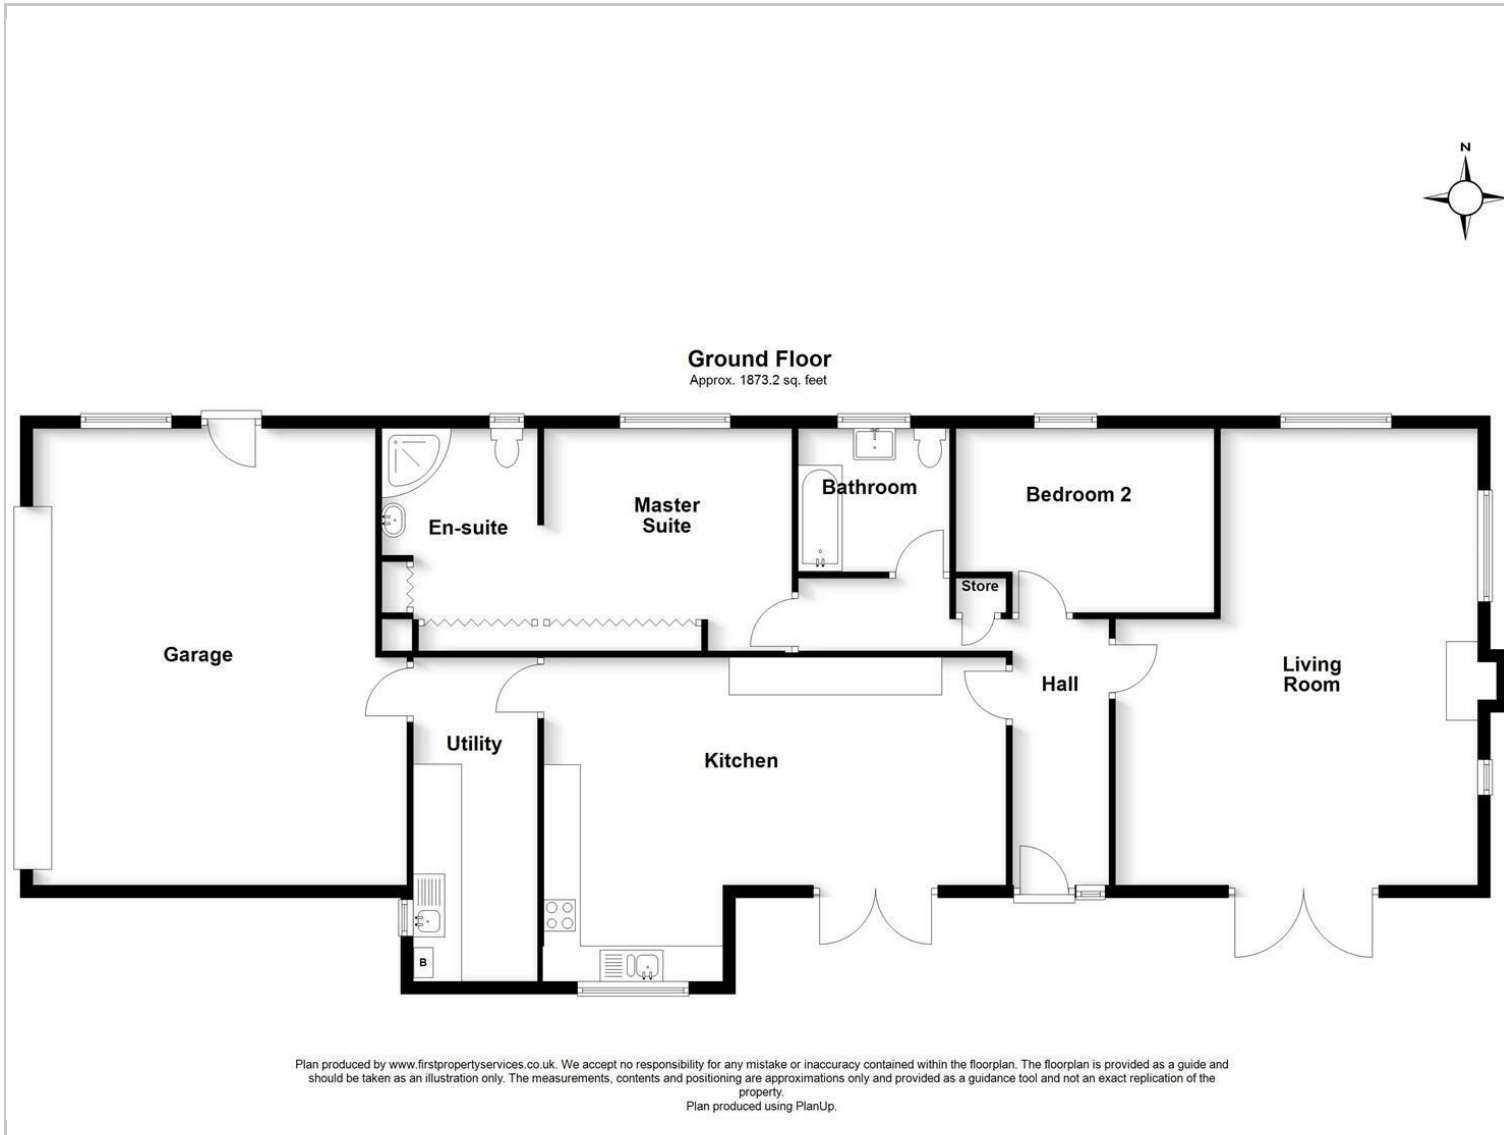 N
Ground Floor
Approx. 1873.2 sq. feet
Bathroom
Master
Suite
Bedroom 2
En-suite
Store
Garage
Living
Room
Hall
Utility
Kitchen
B
Plan produced by www.firstpropertyservices.co.uk. We accept no responsibility for any mistake or inaccuracy contained within the floorplan. The floorplan is provided as a guide and
should be taken as an illustration only. The measurements, contents and positioning are approximations only and provided as a guidance tool and not an exact replication of the
property.
Plan produced using PlanUp.